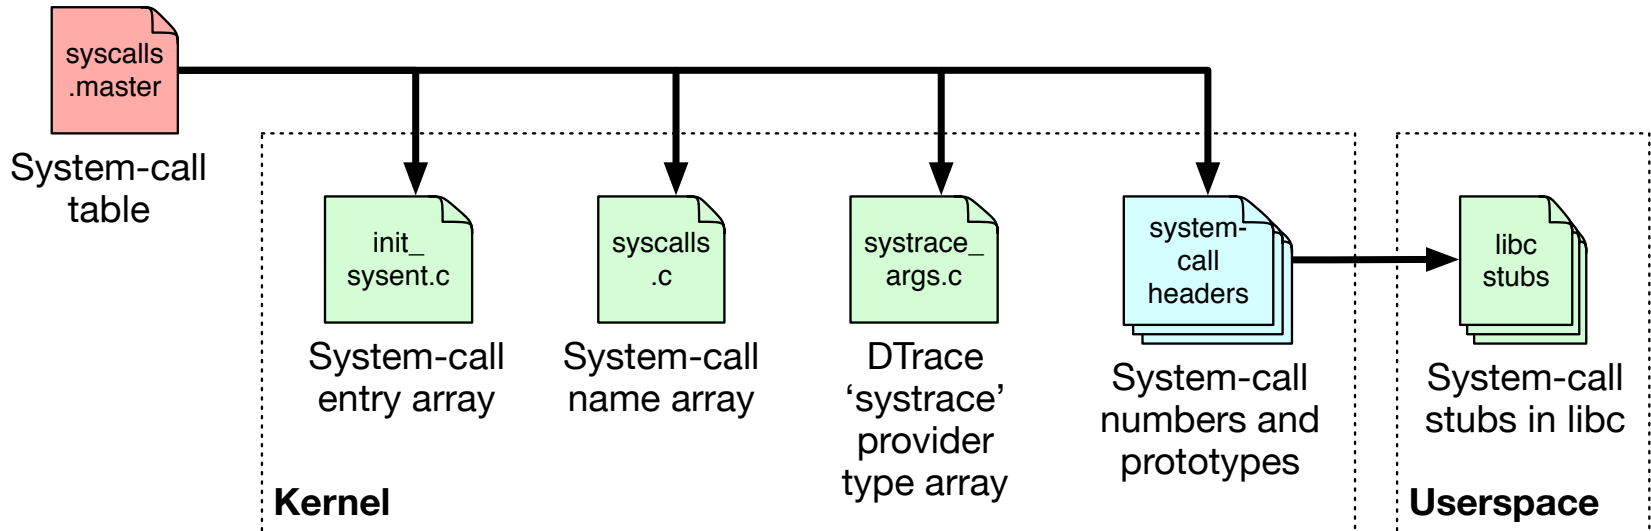 syscalls
.master
System-call
table
init_
sysent.c
System-call
entry array
syscalls
.c
System-call
name array
systrace_
args.c
DTrace
‘systrace’
provider
type array
system-
call
headers
System-call
numbers and
prototypes
Kernel
libc
stubs
System-call
stubs in libc
Userspace